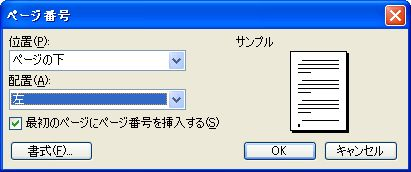 ページ番号
位置(P):
ページの下
サンプル
配置(A):
左
最初のページにページ番号を挿入する(S)
書式(F)...
OK
キャンセル